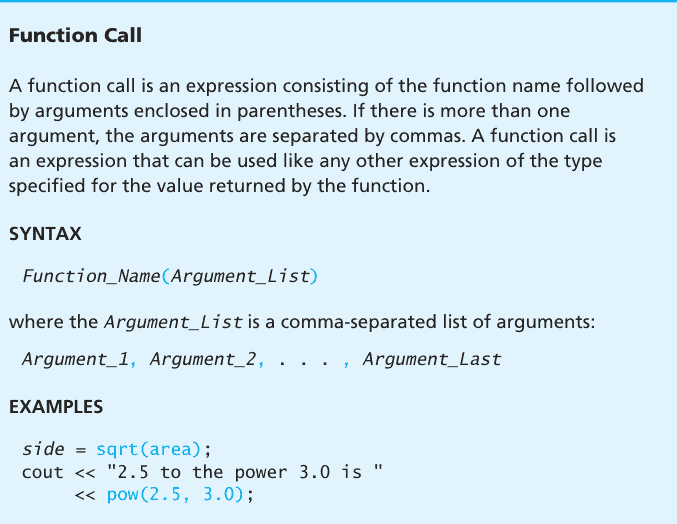 Function Call
A function call is an expression consisting of the function name followed
by arguments enclosed in parentheses. If there is more than one
argument, the arguments are separated by commas. A function call is
an expression that can be used like any other expression of the type
specified for the value returned by the function.
SYNTAX
Function_Name(Argument_List)
where the Argument_List is a comma-separated list of arguments:
Argument_1, Argument_2, . . . , Argument_Last
EXAMPLES
side = sqrt(area);
cout << "2.5 to the power 3.0 is "
<< pow(2.5, 3.0);